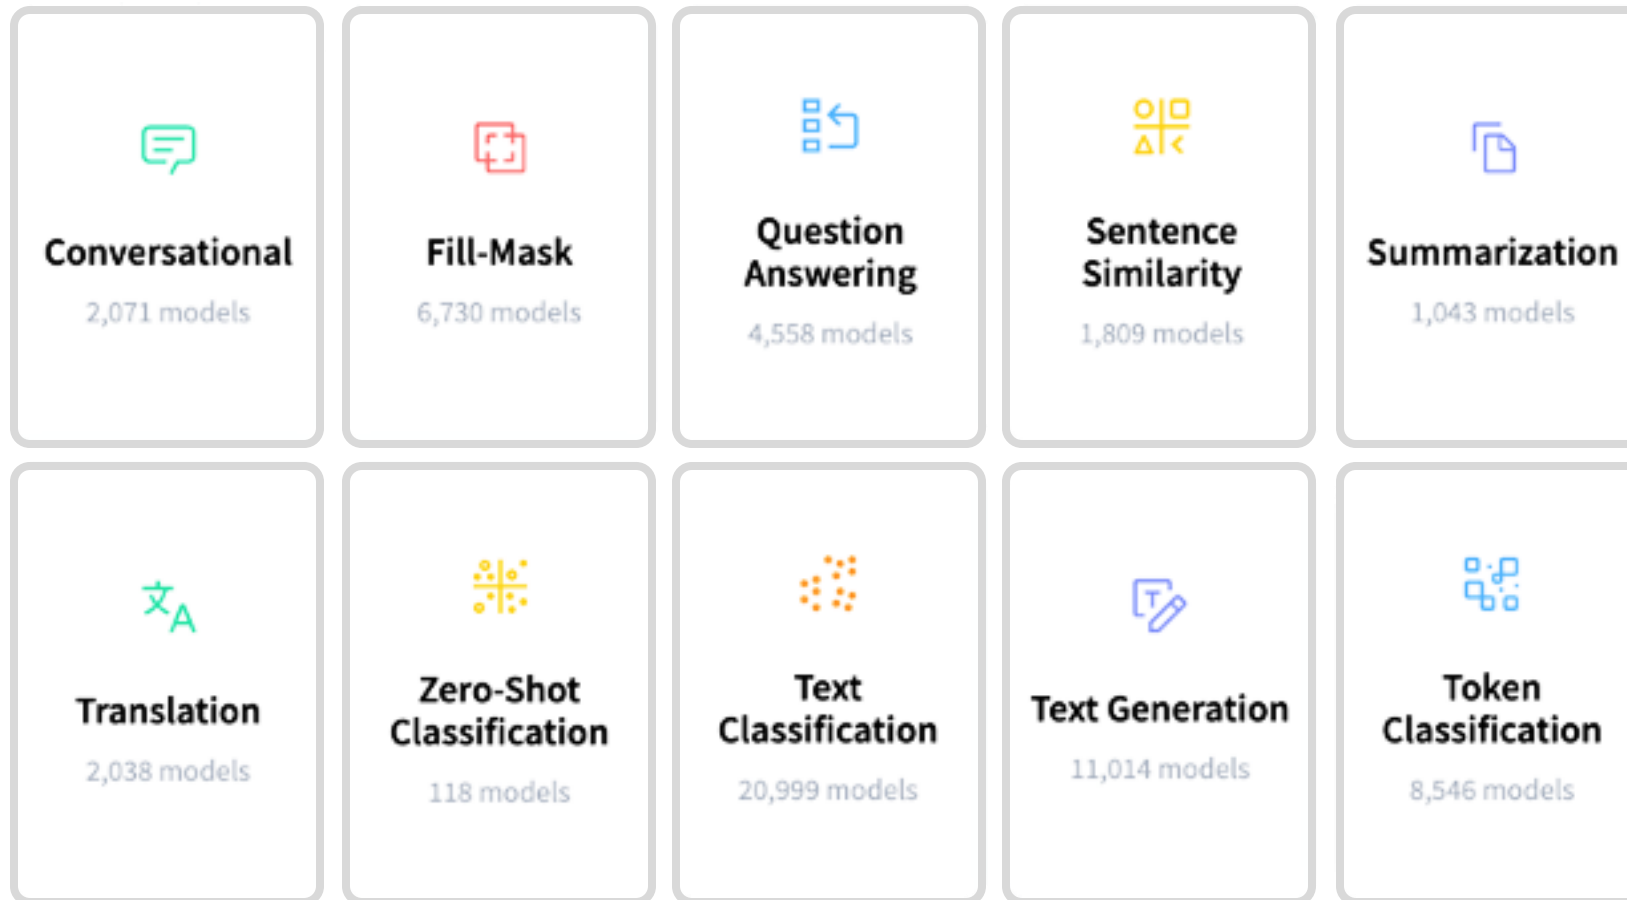 Conversational
2,071 models
Fill-Mask
6,730 models
Question
Answering
4,558 models
Sentence
Similarity
1,809 models
Summarization
1,043 models
文A
Translation
2,038 models
Zero-Shot
Classification
118 models
Text
Classification
20,999 models
T
Text Generation
11,014 models
Token
Classification
8,546 models